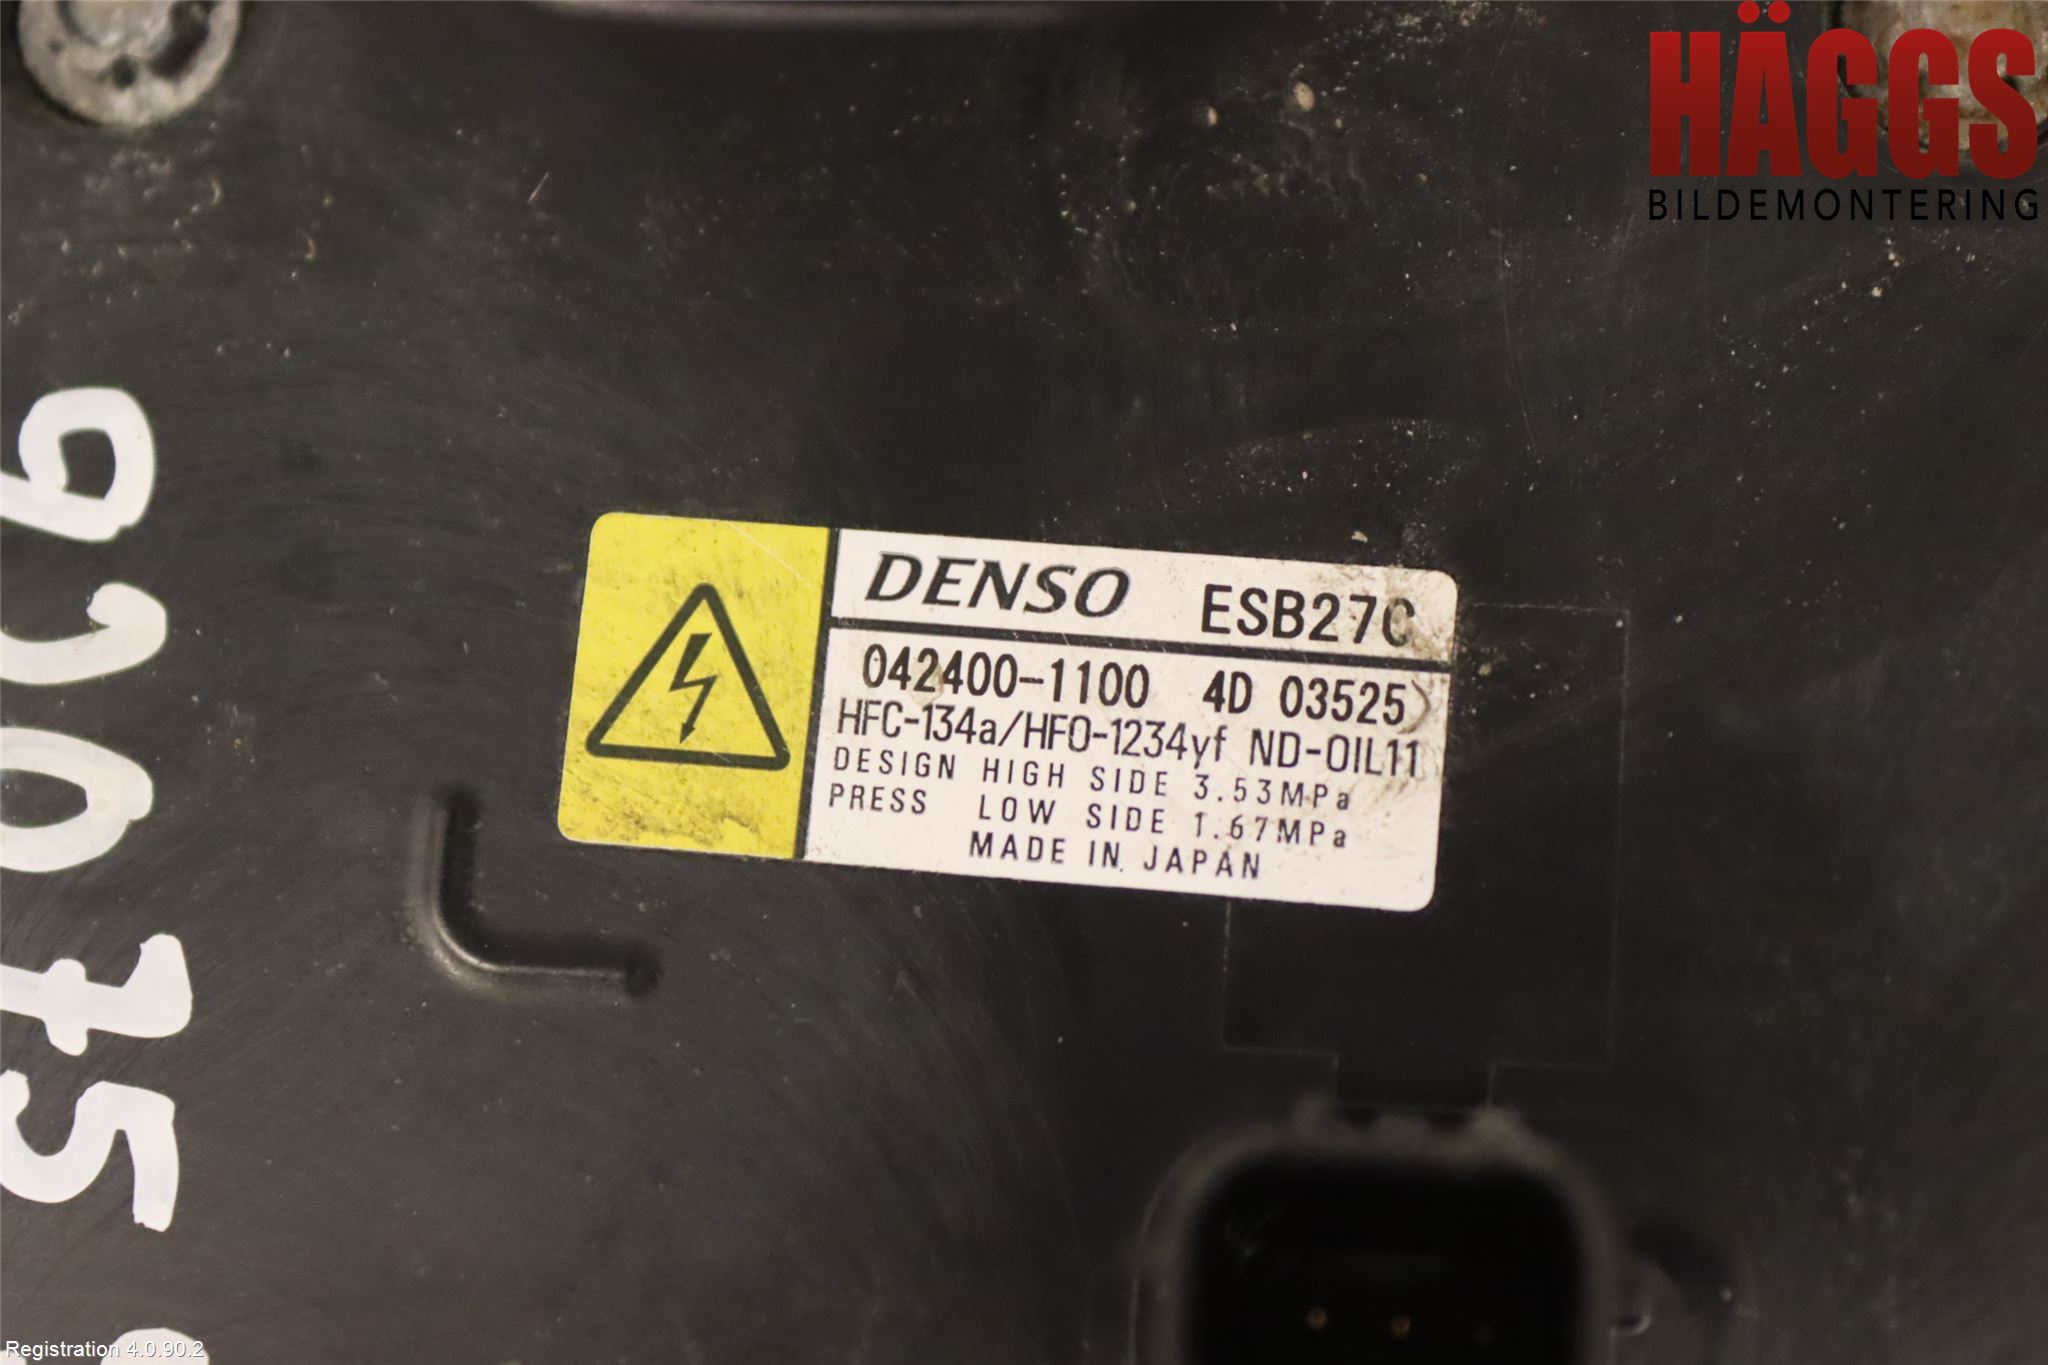 HÄGGS
BILDEMONTERING
DENSO ESB27C
042400-1100 4D 03525
HFC-134a/HFO-1234yf ND-OIL11
DESIGN HIGH SIDE 3.53MPa
PRESS LOW SIDE 1.67MPa
MADE IN JAPAN
Registration 4.0.90.2